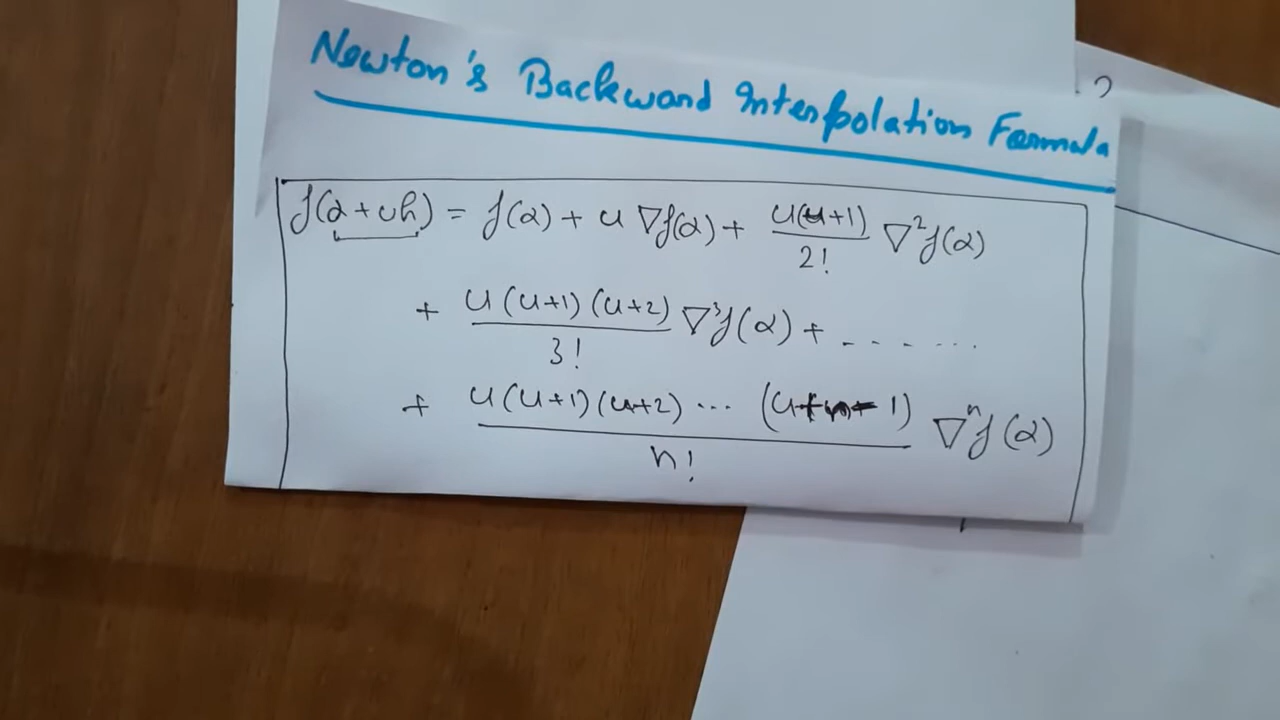 Newton's Backward Interpolation Formula
f(α+uh) = f(α) + u ∇f(α) + u(u+1)/2! ∇²f(α)
+ u(u+1)(u+2)/3! ∇³f(α) + - - - - ...
+ u(u+1)(u+2) ... (u+n-1)/n! ∇ⁿf(α)